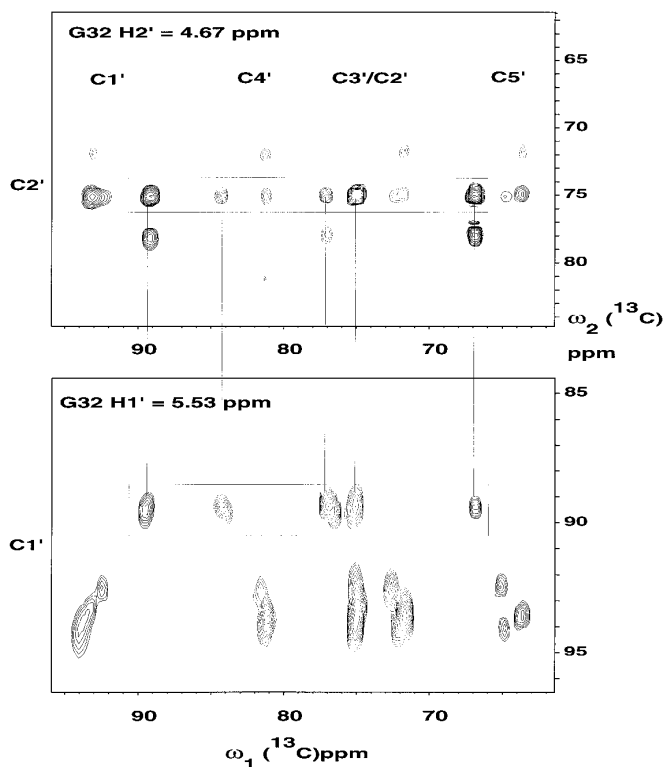 G32 H2' = 4.67 ppm
C1' C4' C3'/C2' C5'
C2'
65
70
75
80
ω2 (13C)
90 80 70 ppm
G32 H1' = 5.53 ppm
C1'
85
90
95
90 80 70
ω1 (13C)ppm